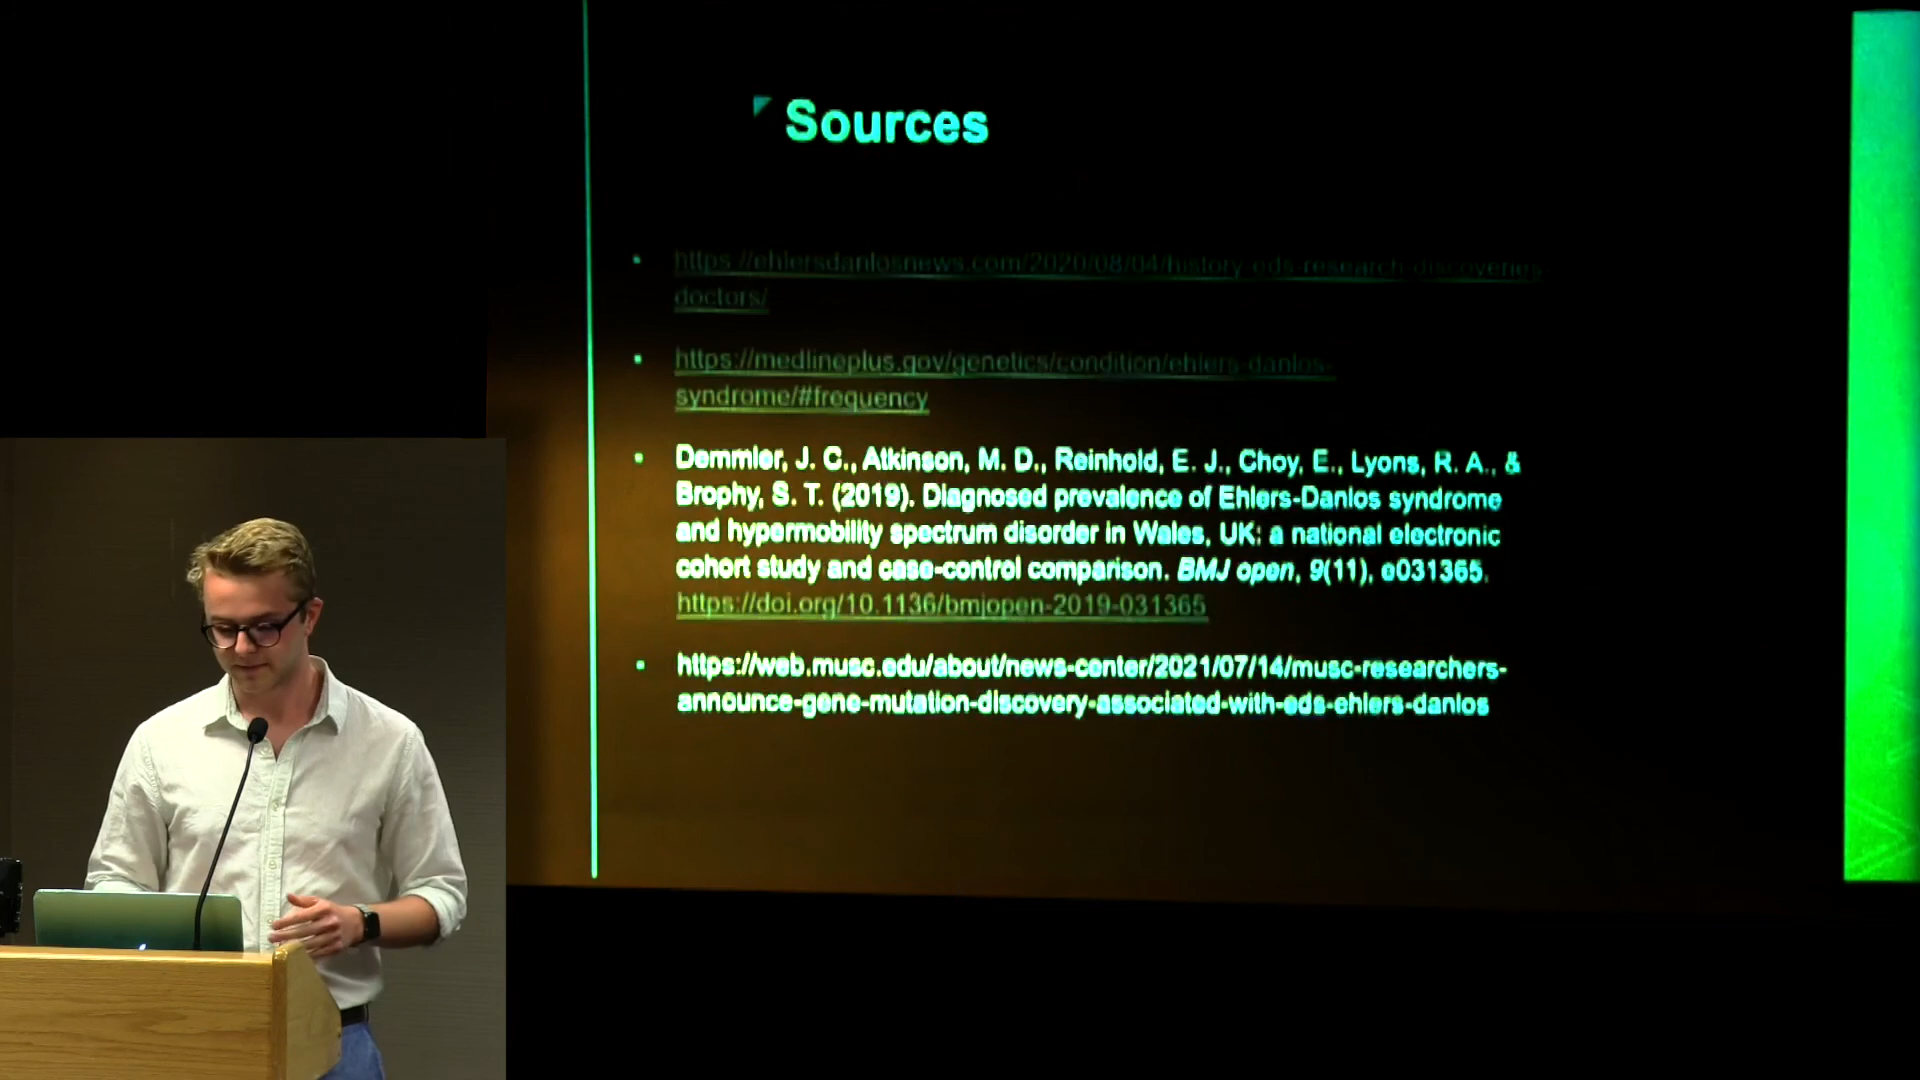 Sources
https://ehlersdanlosnews.com/2020/08/04/history-eds-research-discoveries-
doctors/
https://medlineplus.gov/genetics/condition/ehlers-danlos-
syndrome/#frequency
Demmler, J. C., Atkinson, M. D., Reinhold, E. J., Choy, E., Lyons, R. A., &
Brophy, S. T. (2019). Diagnosed prevalence of Ehlers-Danlos syndrome
and hypermobility spectrum disorder in Wales, UK: a national electronic
cohort study and case-control comparison. BMJ open, 9(11), e031365.
https://doi.org/10.1136/bmjopen-2019-031365
https://web.musc.edu/about/news-center/2021/07/14/musc-researchers-
announce-gene-mutation-discovery-associated-with-eds-ehlers-danlos